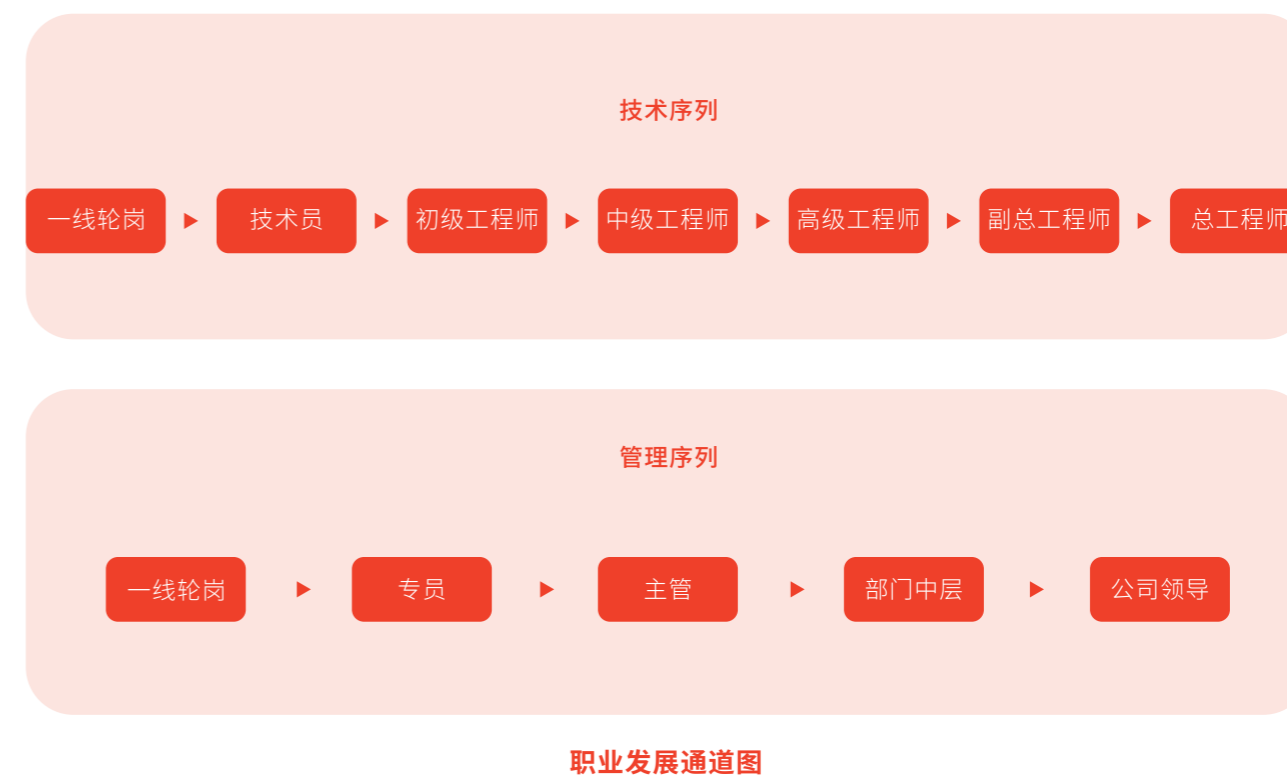 技术序列
一线轮岗 技术员 初级工程师 中级工程师 高级工程师 副总工程师 总工程师
管理序列
一线轮岗 专员 主管 部门中层 公司领导
职业发展通道图